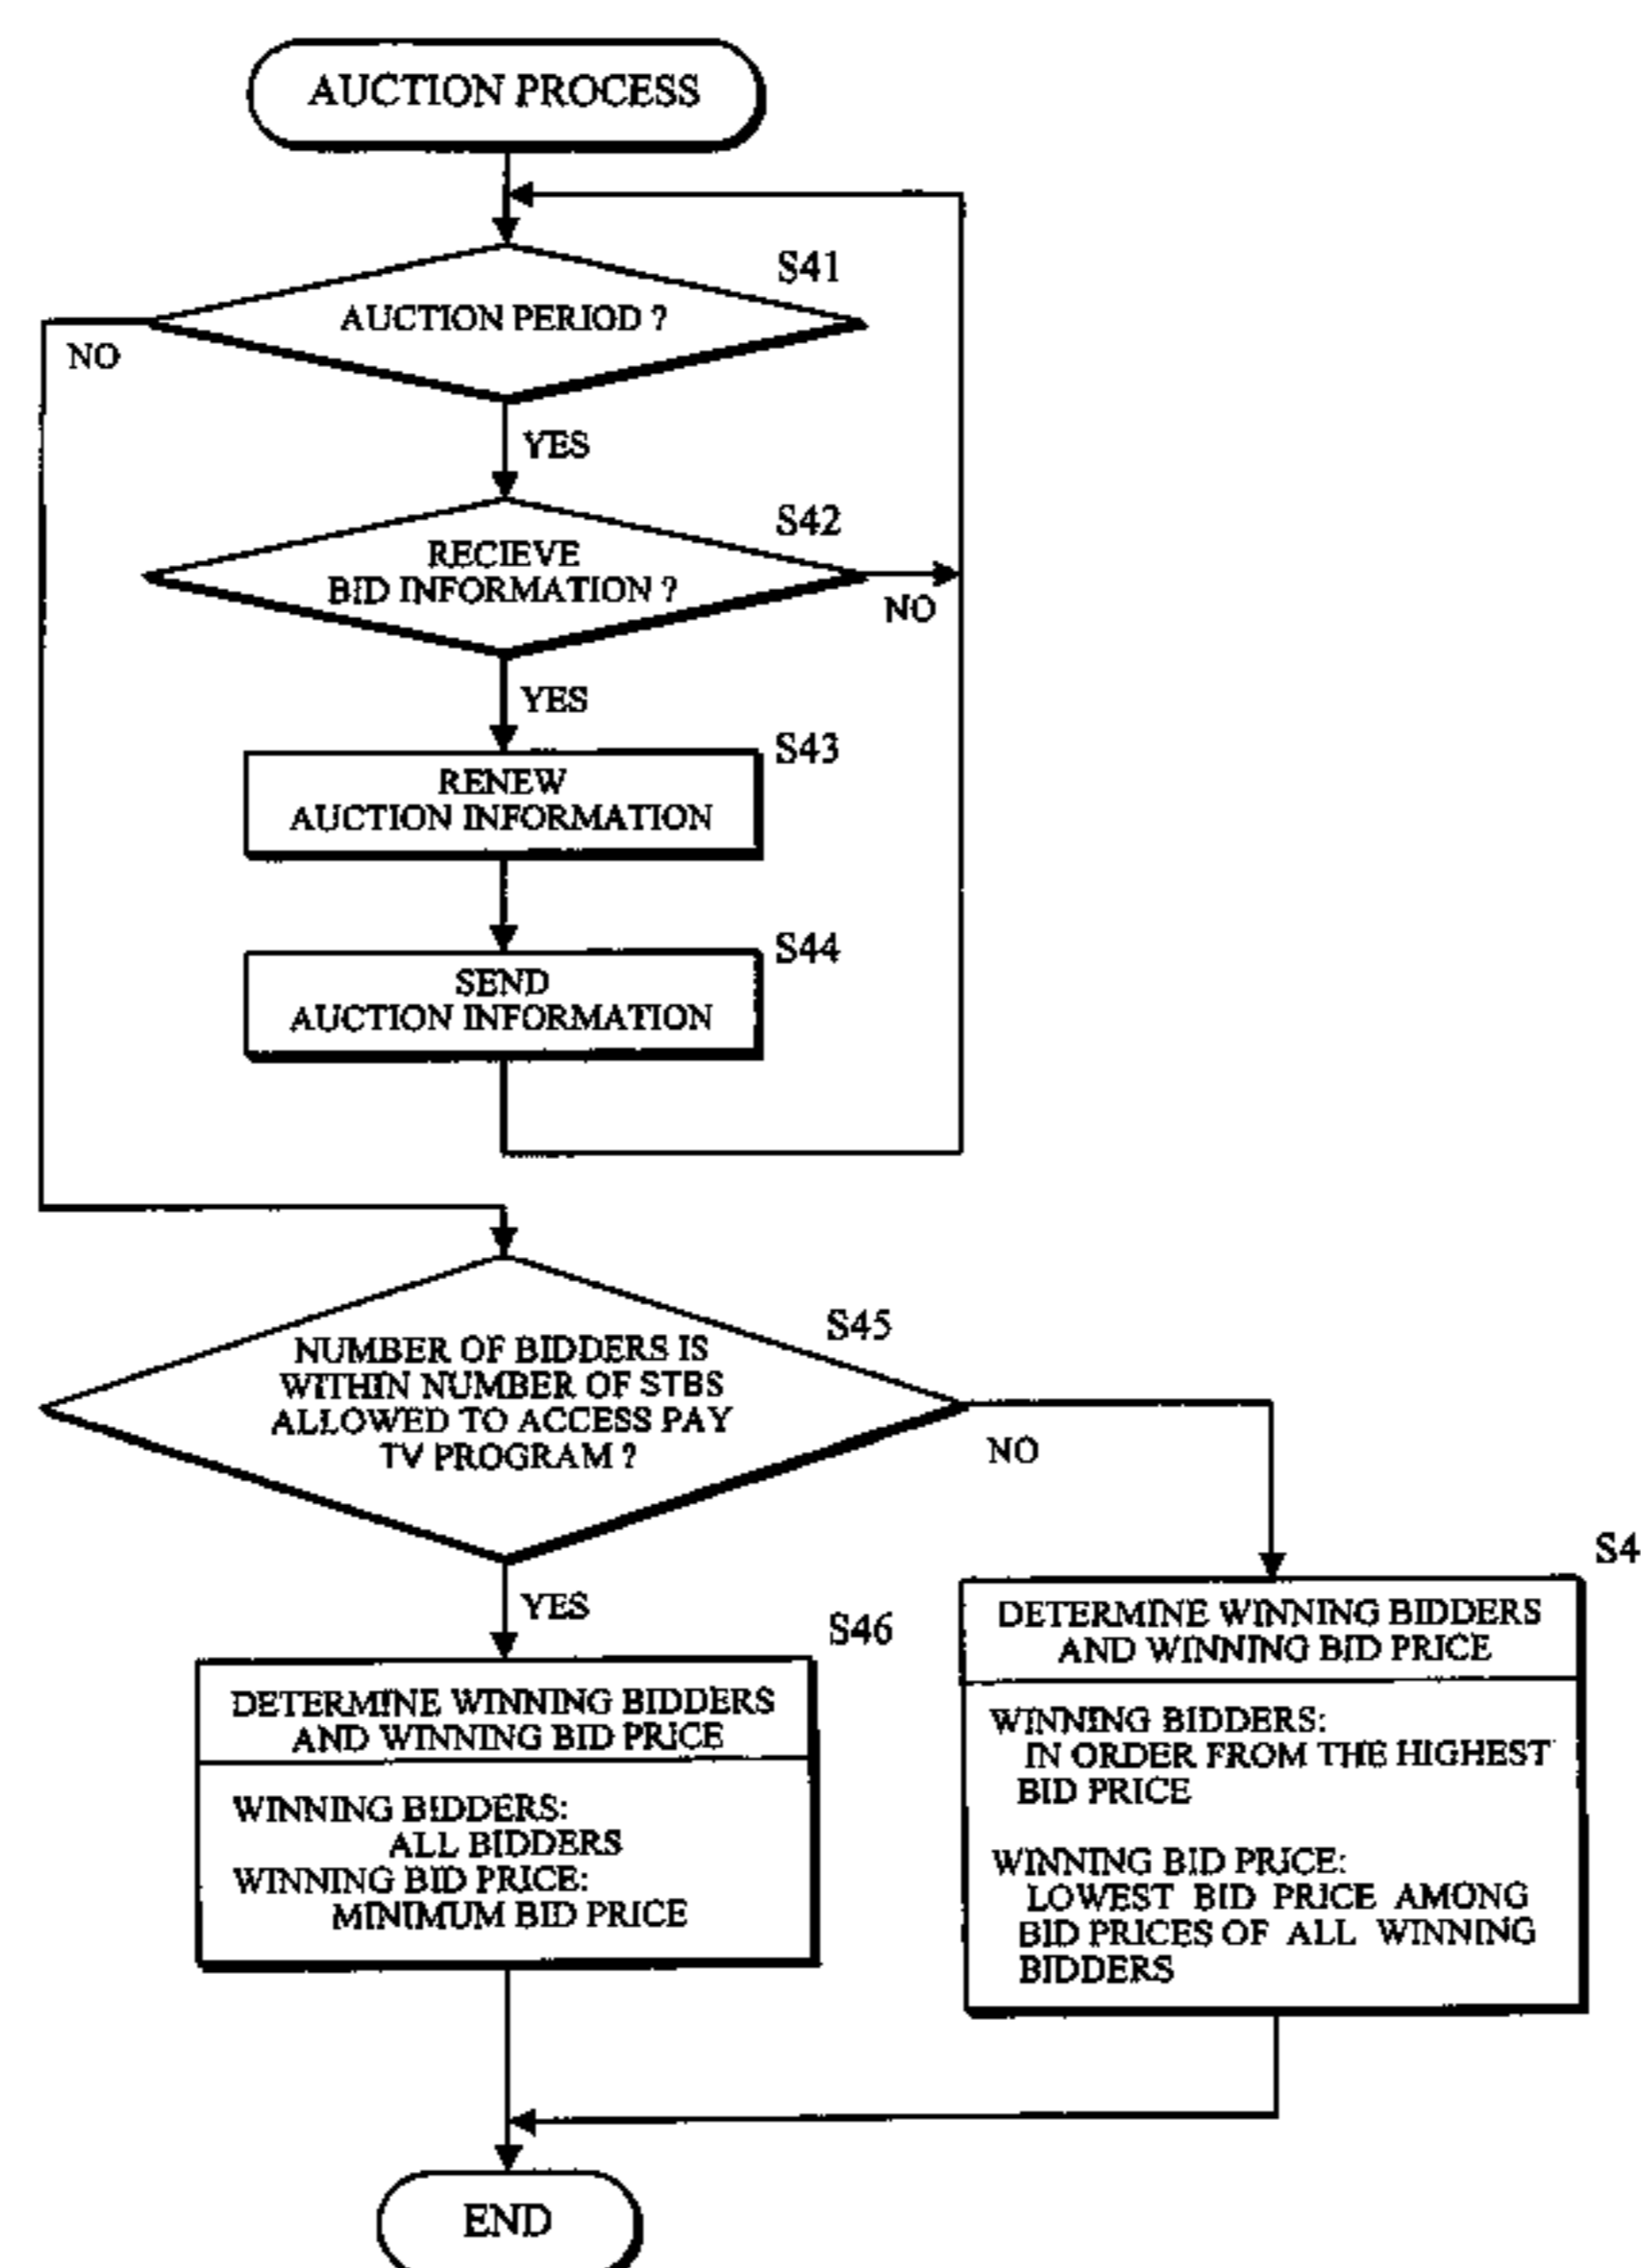 AUCTION PROCESS
S41
AUCTION PERIOD ?
NO
YES
S42
RECIEVE
BID INFORMATION ?
NO
YES
S43
RENEW
AUCTION INFORMATION
S44
SEND
AUCTION INFORMATION
S45
NUMBER OF BIDDERS IS
WITHIN NUMBER OF STBS
ALLOWED TO ACCESS PAY
TV PROGRAM ?
NO
YES
S46
DETERMINE WINNING BIDDERS
AND WINNING BID PRICE
WINNING BIDDERS:
ALL BIDDERS
WINNING BID PRICE:
MINIMUM BID PRICE
S4
DETERMINE WINNING BIDDERS
AND WINNING BID PRICE
WINNING BIDDERS:
IN ORDER FROM THE HIGHEST
BID PRICE
WINNING BID PRICE:
LOWEST BID PRICE AMONG
BID PRICES OF ALL WINNING
BIDDERS
END